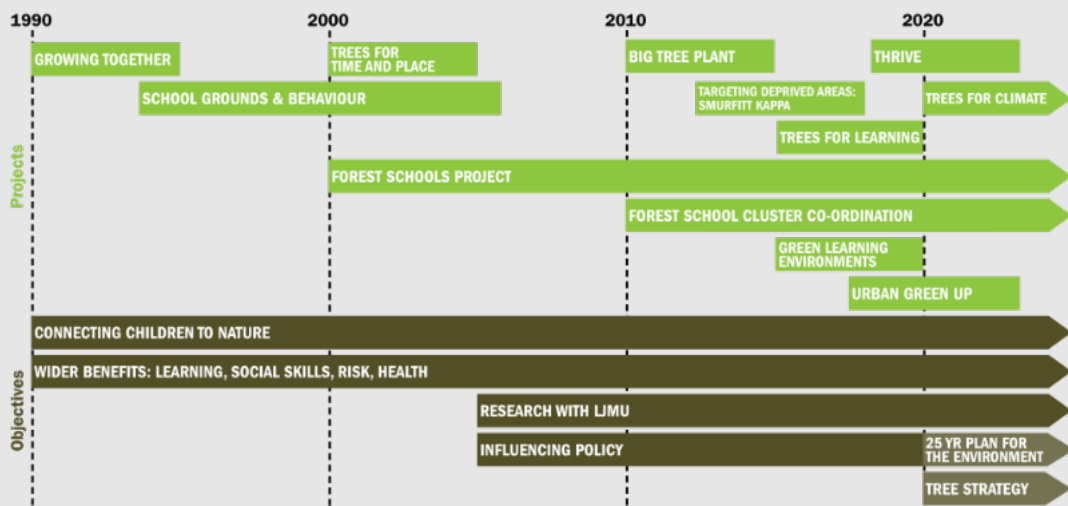 1990
2000
2010
2020
Projects
GROWING TOGETHER
TREES FOR
TIME AND PLACE
BIG TREE PLANT
THRIVE
SCHOOL GROUNDS & BEHAVIOUR
TARGETING DEPRIVED AREAS:
SMURFITT KAPPA
TREES FOR CLIMATE
TREES FOR LEARNING
FOREST SCHOOLS PROJECT
FOREST SCHOOL CLUSTER CO-ORDINATION
GREEN LEARNING
ENVIRONMENTS
URBAN GREEN UP
Objectives
CONNECTING CHILDREN TO NATURE
WIDER BENEFITS: LEARNING, SOCIAL SKILLS, RISK, HEALTH
RESEARCH WITH LJMU
INFLUENCING POLICY
25 YR PLAN FOR
THE ENVIRONMENT
TREE STRATEGY